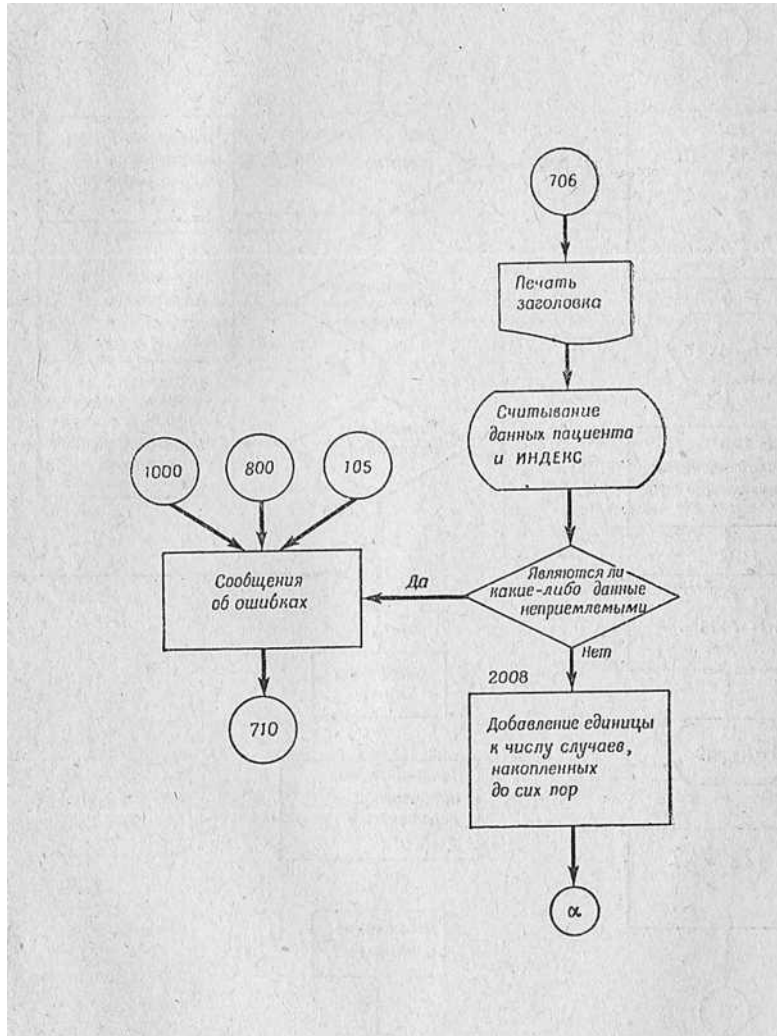 706
Печать
заголовка
Считывание
данных пациента
и ИНДЕКС
1000
800
105
Сообщения
об ошибках
Да
Являются ли
какие-либо данные
неприемлемыми
Нет
710
2008
Добавление единицы
к числу случаев,
накопленных
до сих пор
α